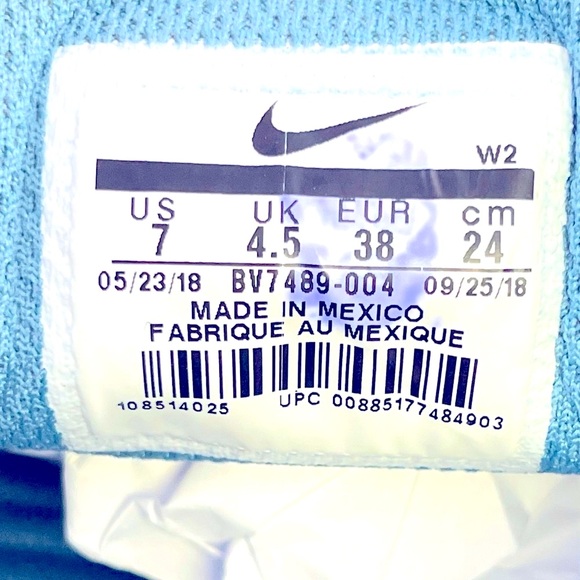 W2
US UK EUR cm
7 4.5 38 24
05/23/18 BV7489-004 09/25/18
MADE IN MEXICO
FABRIQUE AU MEXIQUE
108514025 UPC 00885177484903